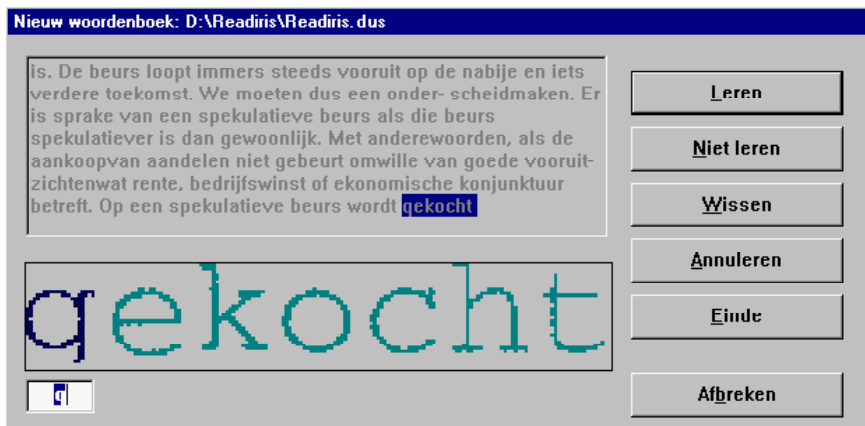 Nieuw woordenboek: D:\Readiris\Readiris.dus
is. De beurs loopt immers steeds vooruit op de nabije en iets
verdere toekomst. We moeten dus een onder- scheidmaken. Er
is sprake van een spekulatieve beurs als die beurs
spekulatiever is dan gewoonlijk. Met anderewoorden, als de
aankoopvan aandelen niet gebeurt omwille van goede vooruit-
zichtenwat rente, bedrijfswinst of ekonomische konjunktuur
betreft. Op een spekulatieve beurs wordt qekocht
qekocht
q
Leren
Niet leren
Wissen
Annuleren
Einde
Afbreken